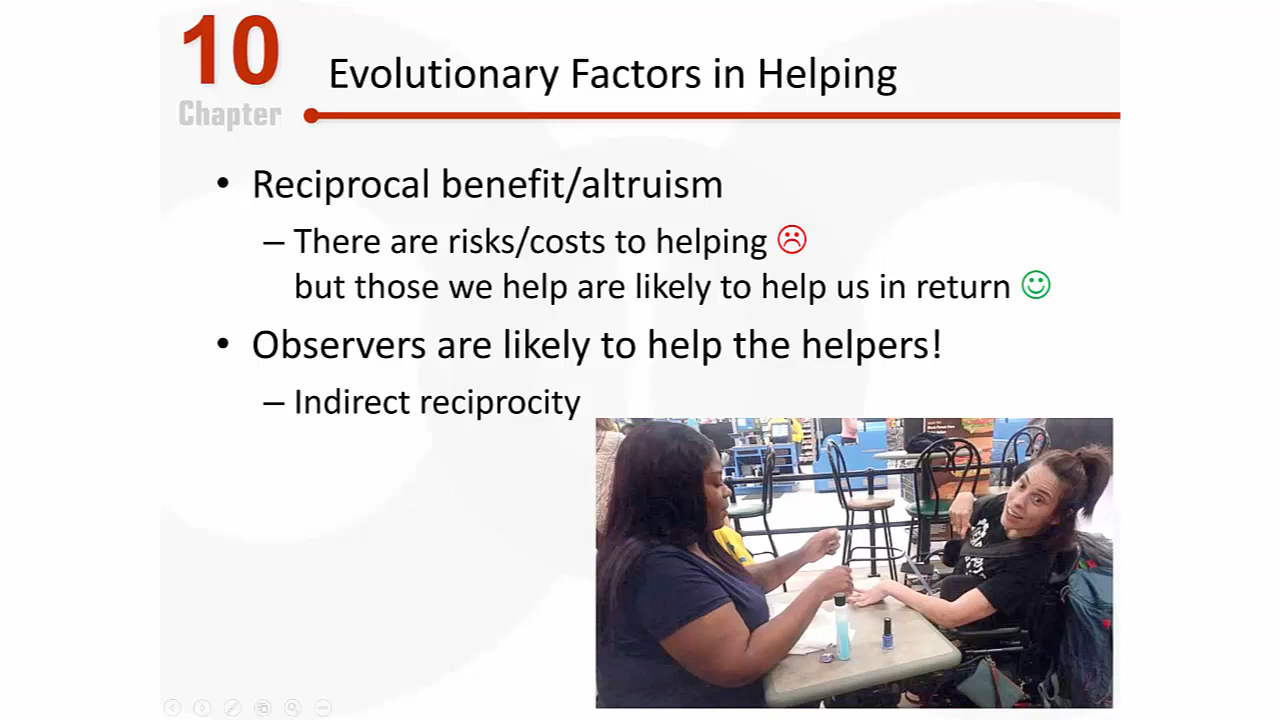 10
Chapter
Evolutionary Factors in Helping
• Reciprocal benefit/altruism
– There are risks/costs to helping ☹
but those we help are likely to help us in return ☺
• Observers are likely to help the helpers!
– Indirect reciprocity